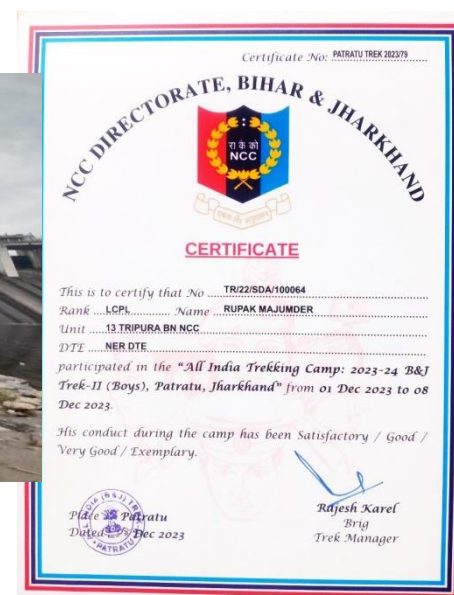 Certificate No: PATRATU TREK 2023/79
NCC DIRECTORATE, BIHAR & JHARKHAND
रा कै को
NCC
CERTIFICATE
This is to certify that No TR/22/SDA/100064
Rank LCPL Name RUPAK MAJUMDER
Unit 13 TRIPURA BN NCC
DTE NER DTE
participated in the "All India Trekking Camp: 2023-24 B&J
Trek-II (Boys), Patratu, Jharkhand" from 01 Dec 2023 to 08
Dec 2023.
His conduct during the camp has been Satisfactory / Good /
Very Good / Exemplary.
Place Patratu
Dated 8 Dec 2023
PATRATU
Rajesh Karel
Brig
Trek Manager